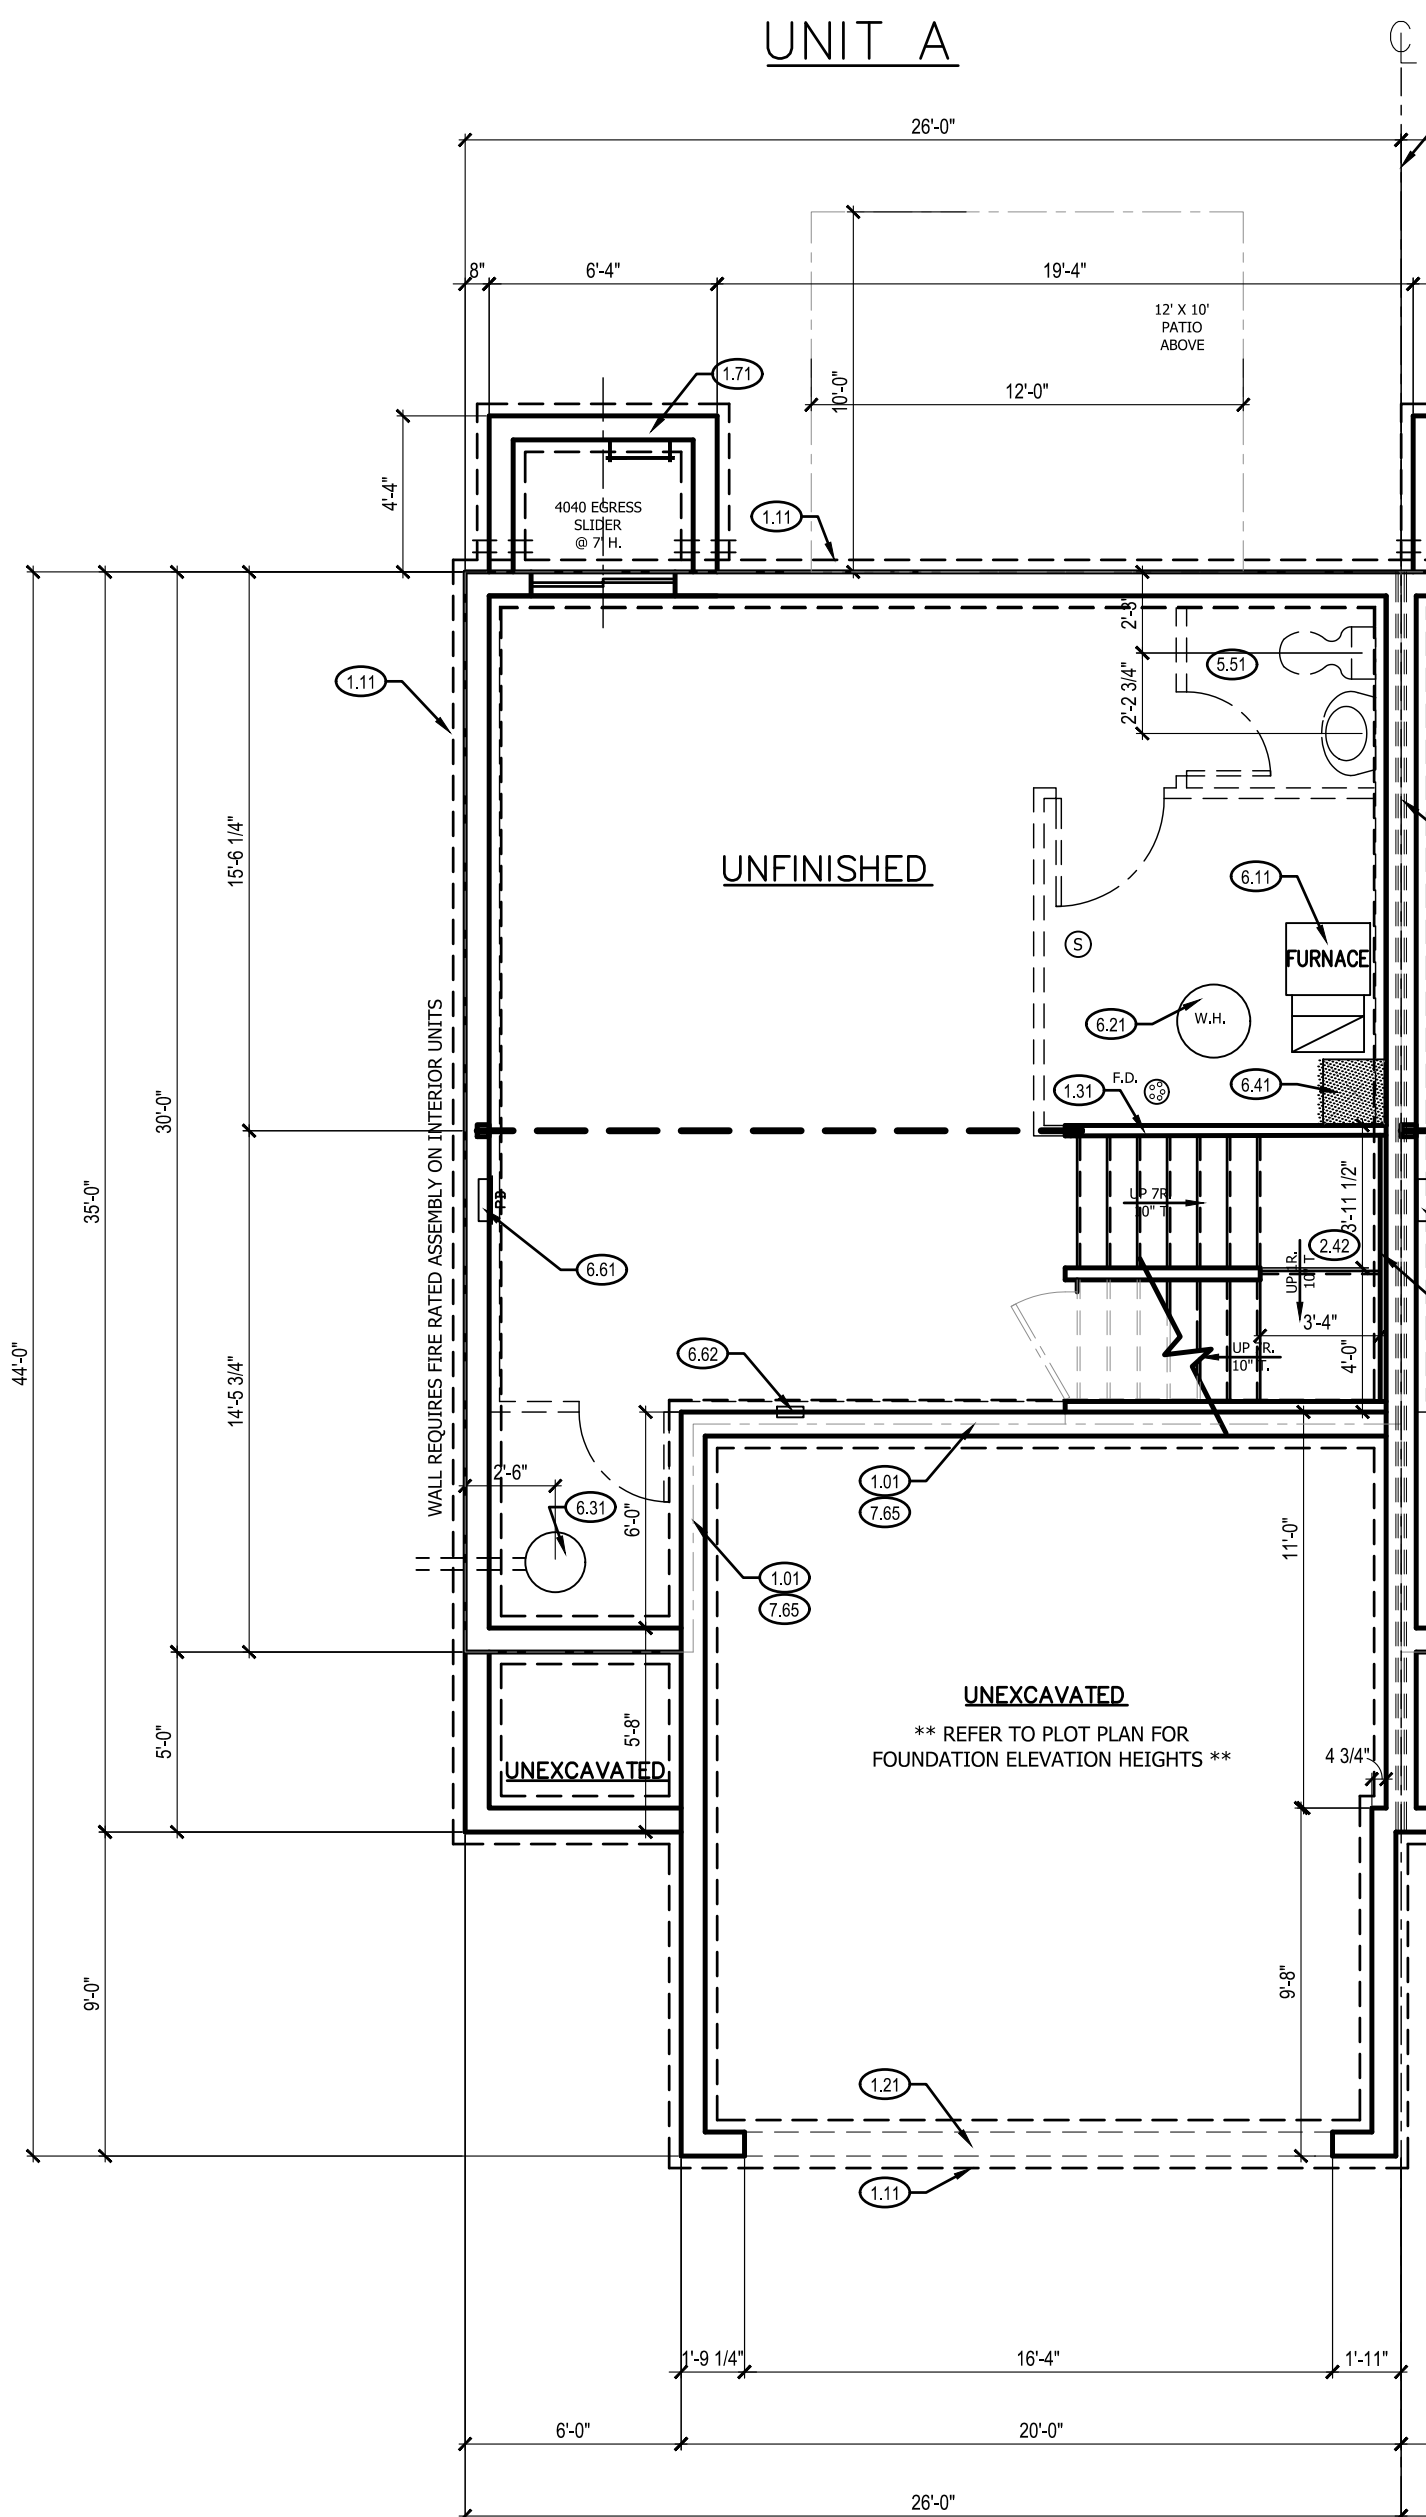 UNIT A
26'-0"
8"
6'-4"
19'-4"
12' X 10'
PATIO
ABOVE
1.71
10'-0"
12'-0"
4'-4"
4040 EGRESS
SLIDER
@ 7' H.
1.11
2'-3"
5.51
1.11
2'-2 3/4"
15'-6 1/4"
UNFINISHED
6.11
S
FURNACE
6.21
W.H.
WALL REQUIRES FIRE RATED ASSEMBLY ON INTERIOR UNITS
1.31
F.D.
6.41
30'-0"
35'-0"
UP 7R.
10" T.
3'-11 1/2"
2.42
6.61
UP 1R.
10" T.
3'-4"
44'-0"
14'-5 3/4"
6.62
10" T.
4'-0"
2'-6"
1.01
7.65
6.31
6'-0"
11'-0"
1.01
7.65
UNEXCAVATED
** REFER TO PLOT PLAN FOR
FOUNDATION ELEVATION HEIGHTS **
5'-0"
5'-8"
UNEXCAVATED
4 3/4"
9'-0"
9'-8"
1.21
1.11
1'-9 1/4"
16'-4"
1'-11"
6'-0"
20'-0"
26'-0"